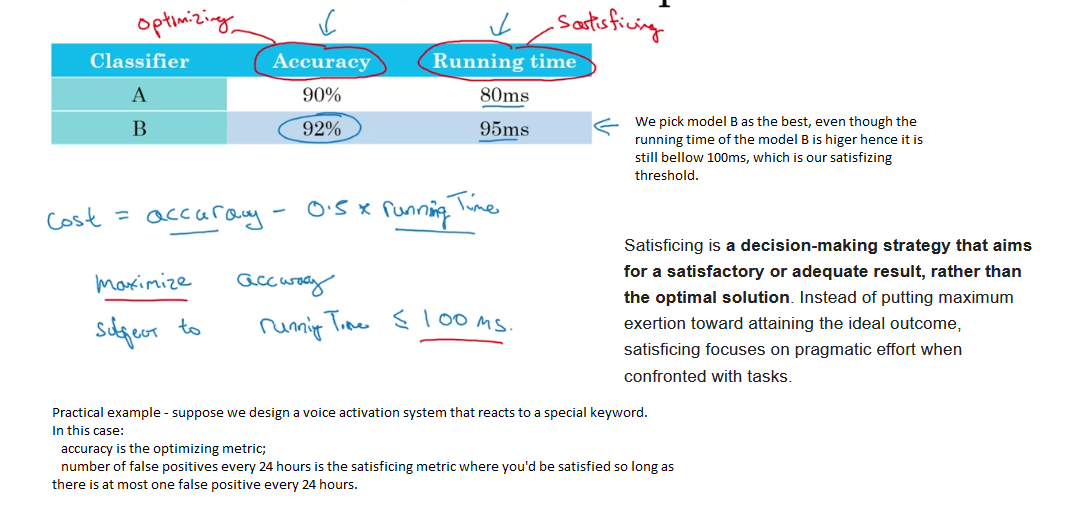 optimizing
Satisficing
Classifier Accuracy Running time
A 90% 80ms
B 92% 95ms
We pick model B as the best, even though the
running time of the model B is higer hence it is
still bellow 100ms, which is our satisfizing
threshold.
cost = accuracy - 0.5 x running Time
maximize accuracy
subject to running Time ≤ 100 ms.
Satisficing is a decision-making strategy that aims
for a satisfactory or adequate result, rather than
the optimal solution. Instead of putting maximum
exertion toward attaining the ideal outcome,
satisficing focuses on pragmatic effort when
confronted with tasks.
Practical example - suppose we design a voice activation system that reacts to a special keyword.
In this case:
accuracy is the optimizing metric;
number of false positives every 24 hours is the satisficing metric where you'd be satisfied so long as
there is at most one false positive every 24 hours.